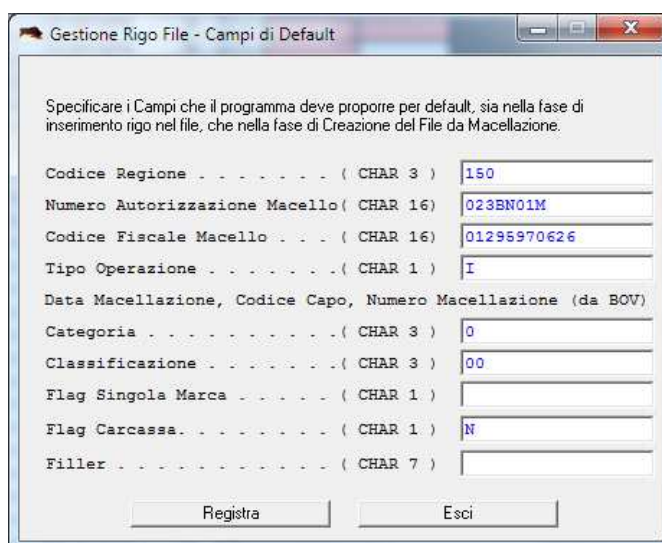 Gestione Rigo File - Campi di Default
Specificare i Campi che il programma deve proporre per default, sia nella fase di
inserimento rigo nel file, che nella fase di Creazione del File da Macellazione.
Codice Regione . . . . . . . ( CHAR 3 ) 150
Numero Autorizzazione Macello( CHAR 16) 023BN01M
Codice Fiscale Macello . . . ( CHAR 16) 01295970626
Tipo Operazione . . . . . . .( CHAR 1 ) I
Data Macellazione, Codice Capo, Numero Macellazione (da BOV)
Categoria . . . . . . . . . .( CHAR 3 ) 0
Classificazione . . . . . . .( CHAR 3 ) 00
Flag Singola Marca . . . . . ( CHAR 1 )
Flag Carcassa. . . . . . . . ( CHAR 1 ) N
Filler . . . . . . . . . . . ( CHAR 7 )
Registra Esci